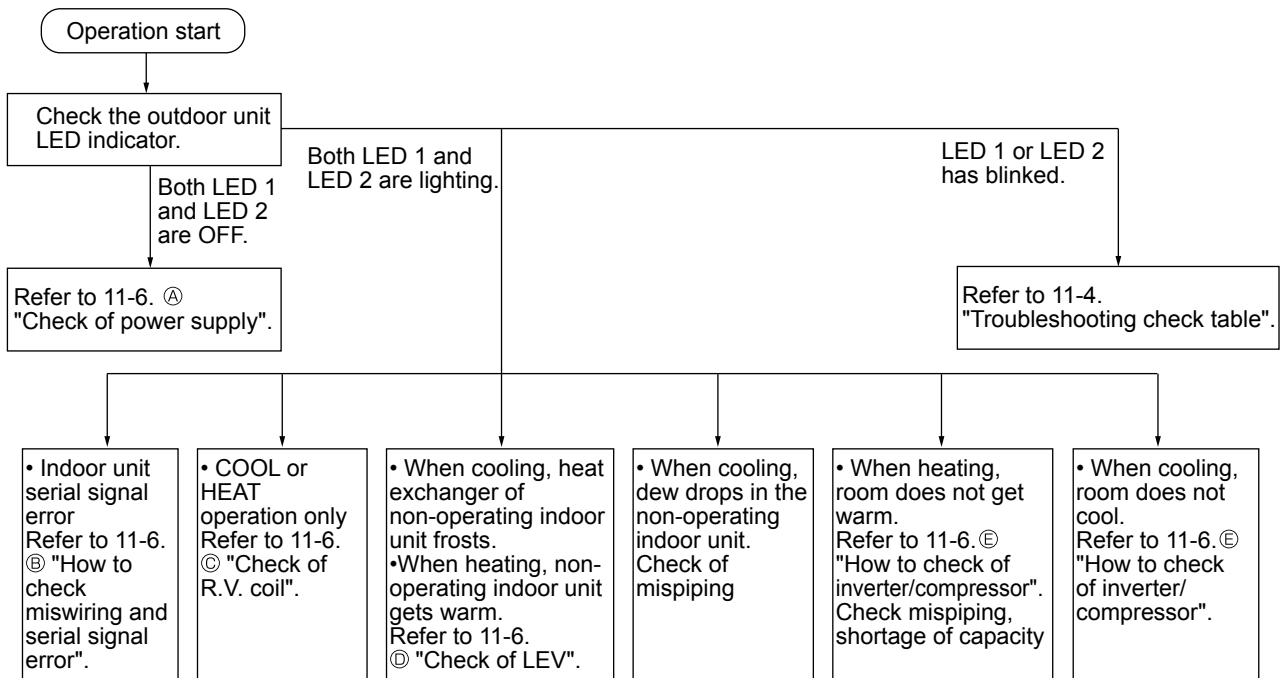 Operation start
Check the outdoor unit
LED indicator.
Both LED 1
and LED 2
are OFF.
Both LED 1 and
LED 2 are lighting.
LED 1 or LED 2
has blinked.
Refer to 11-6. Ⓐ
"Check of power supply".
Refer to 11-4.
"Troubleshooting check table".
• Indoor unit
serial signal
error
Refer to 11-6.
Ⓑ "How to
check
miswiring and
serial signal
error".
• COOL or
HEAT
operation only
Refer to 11-6.
Ⓒ "Check of
R.V. coil".
• When cooling, heat
exchanger of
non-operating indoor
unit frosts.
•When heating, non-
operating indoor unit
gets warm.
Refer to 11-6.
Ⓓ "Check of LEV".
• When cooling,
dew drops in the
non-operating
indoor unit.
Check of
mispiping
• When heating,
room does not get
warm.
Refer to 11-6.Ⓔ
"How to check of
inverter/compressor".
Check mispiping,
shortage of capacity
• When cooling,
room does not
cool.
Refer to 11-6.Ⓔ
"How to check
of inverter/
compressor".